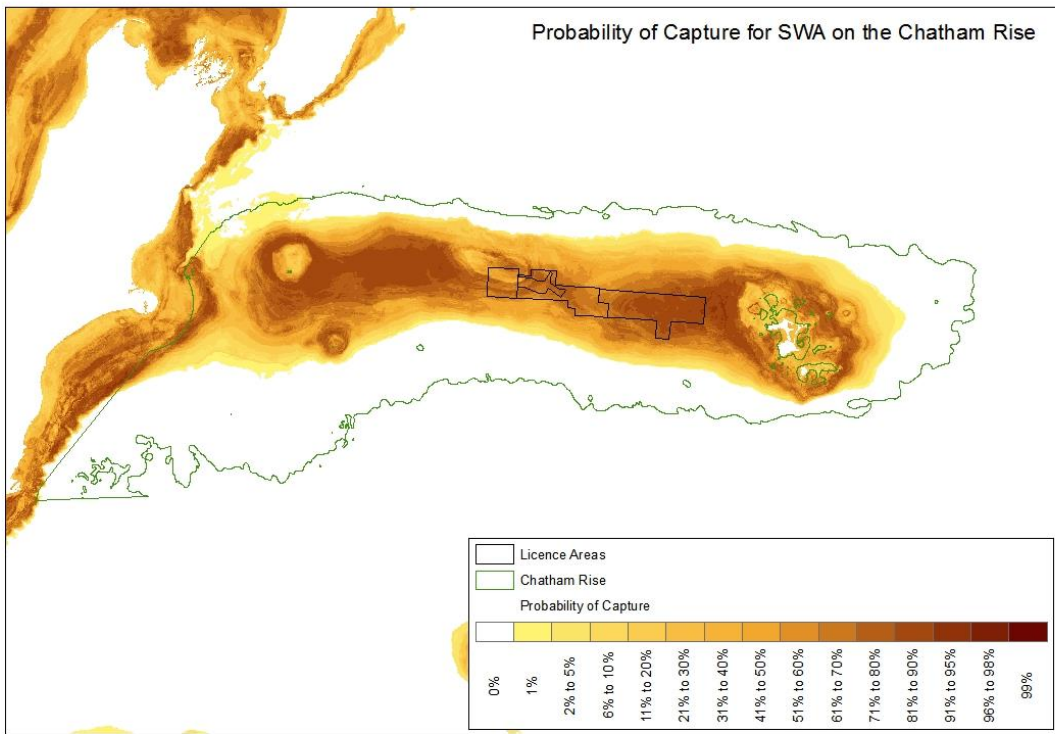 Probability of Capture for SWA on the Chatham Rise
Licence Areas
Chatham Rise
Probability of Capture
0%
1%
2% to 5%
6% to 10%
11% to 20%
21% to 30%
31% to 40%
41% to 50%
51% to 60%
61% to 70%
71% to 80%
81% to 90%
91% to 95%
96% to 98%
99%